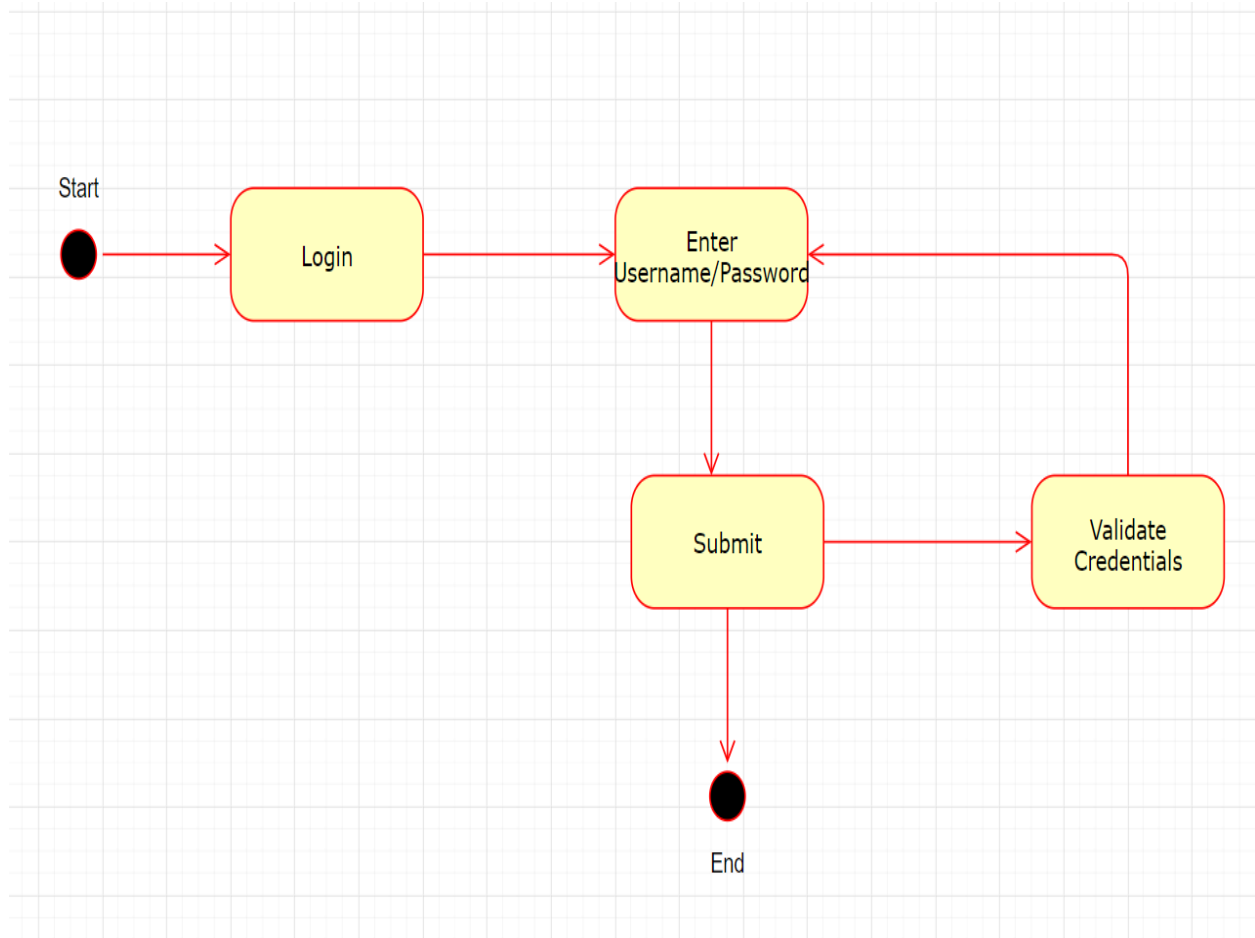 Start
Login
Enter
Username/Password
Submit
Validate
Credentials
End